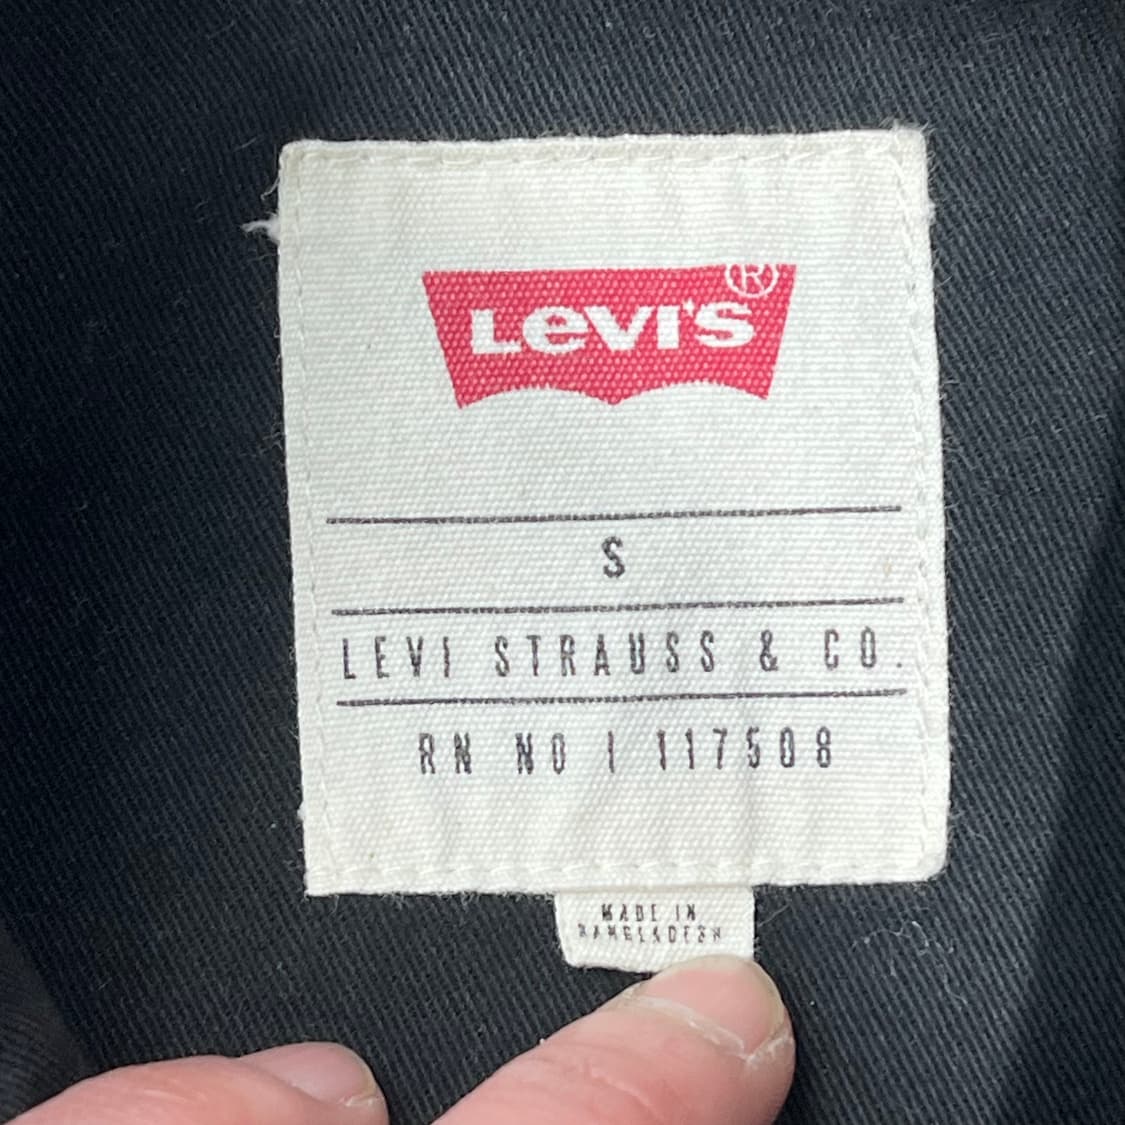 Levi's®
S
LEVI STRAUSS & CO.
RN NO | 117508
MADE IN
BANGLADESH